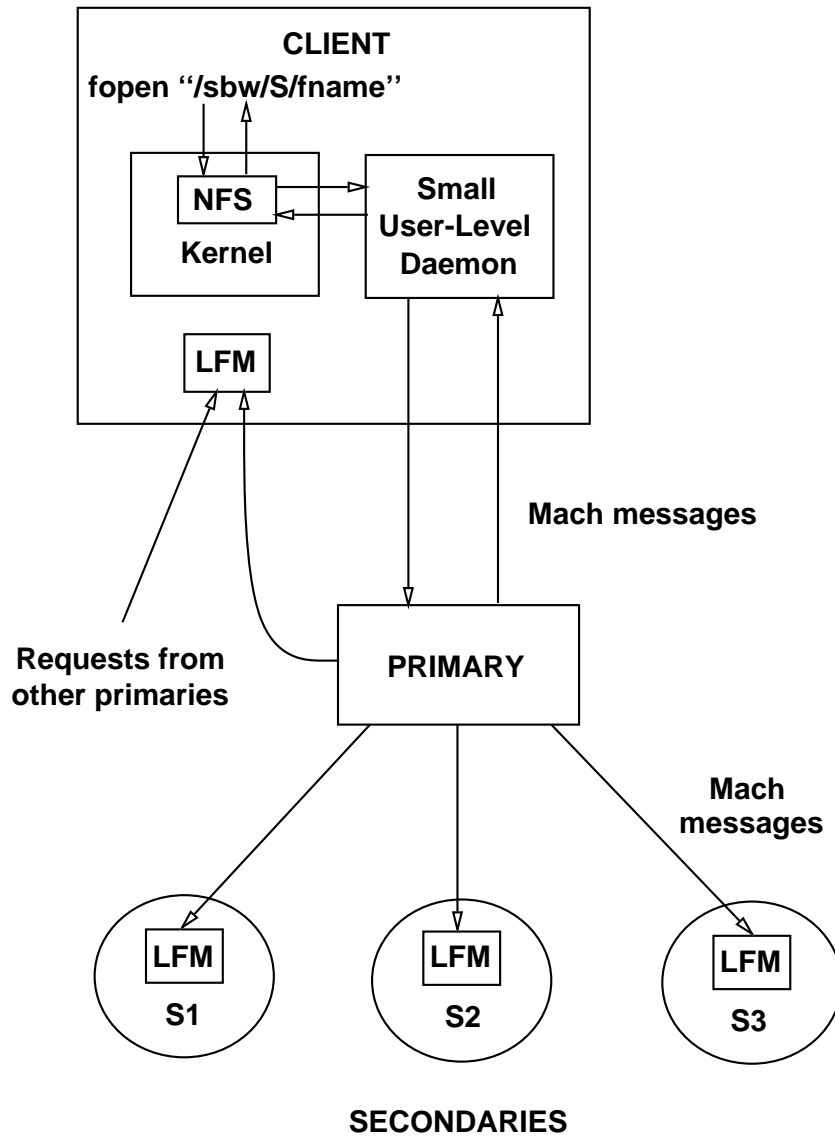 CLIENT
fopen ‘‘/sbw/S/fname’’
NFS
Kernel
Small
User-Level
Daemon
LFM
Mach messages
Requests from
other primaries
PRIMARY
Mach
messages
LFM
S1
LFM
S2
LFM
S3
SECONDARIES